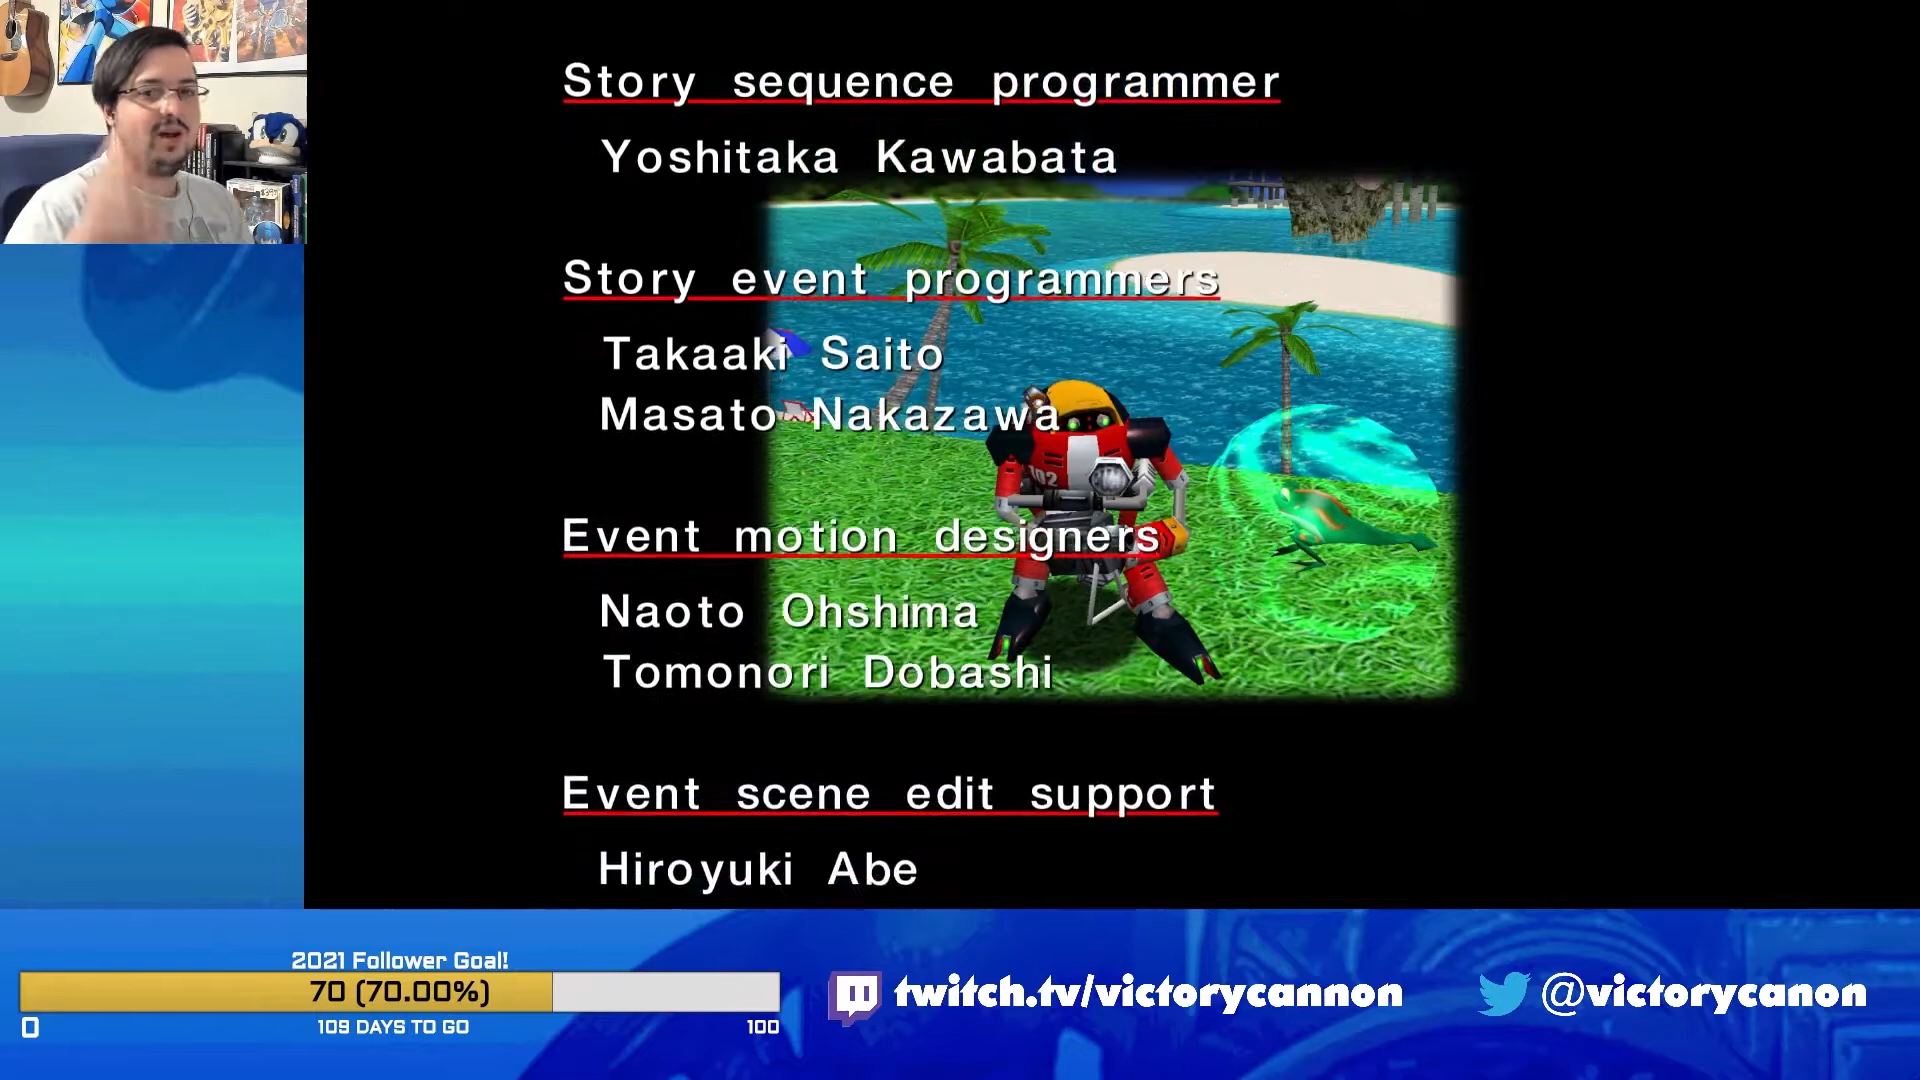 Story sequence programmer
Yoshitaka Kawabata
Story event programmers
Takaaki Saito
Masato Nakazawa
102
Event motion designers
Naoto Ohshima
Tomonori Dobashi
Event scene edit support
Hiroyuki Abe
2021 Follower Goal!
70 (70.00%)
0
109 DAYS TO GO
100
twitch.tv/victorycannon
@victorycanon